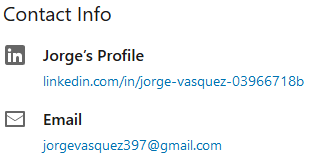 Contact Info
Jorge's Profile
linkedin.com/in/jorge-vasquez-03966718b
Email
jorgevasquez397@gmail.com